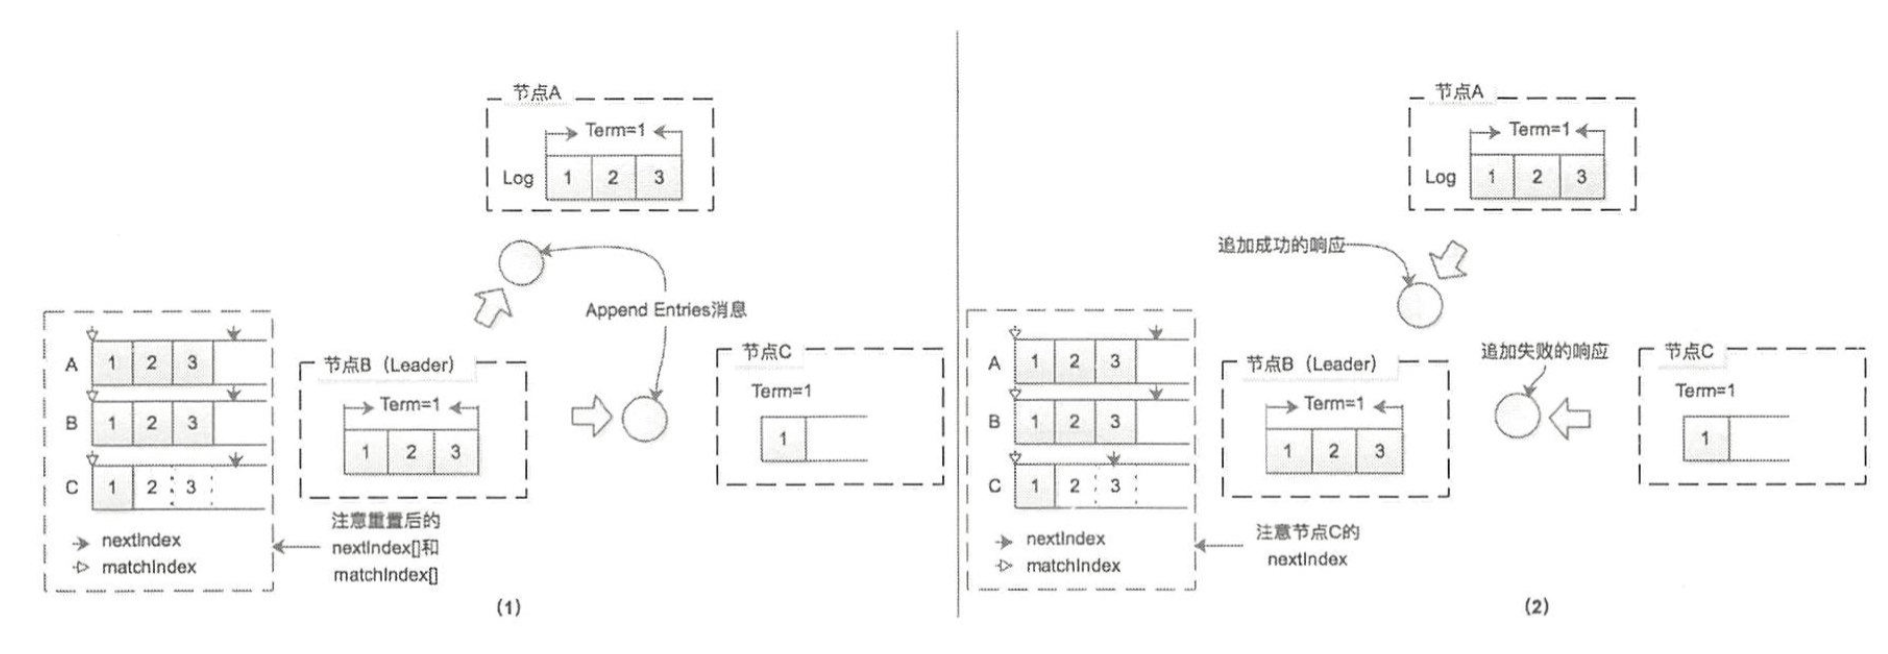 节点A
Term=1
Log 1 2 3
Append Entries消息
A 1 2 3
B 1 2 3
C 1 2 3
nextIndex
matchIndex
节点B（Leader）
Term=1
1 2 3
注意重置后的
nextIndex[]和
matchIndex[]
节点C
Term=1
1
(1)
节点A
Term=1
Log 1 2 3
追加成功的响应
A 1 2 3
B 1 2 3
C 1 2 3
nextIndex
matchIndex
节点B（Leader）
Term=1
1 2 3
注意节点C的
nextIndex
追加失败的响应
节点C
Term=1
1
(2)